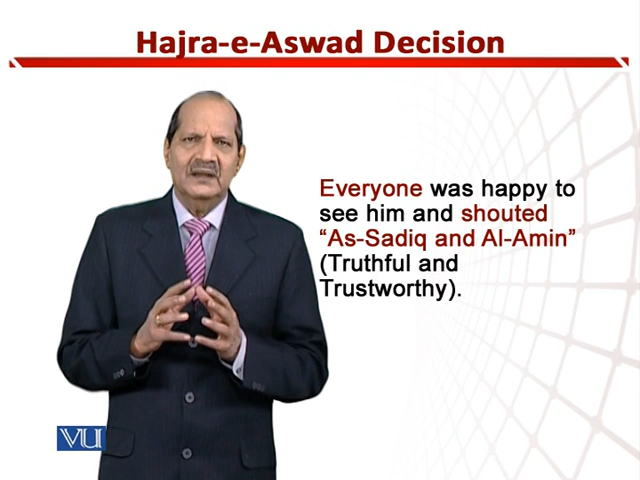 Hajra-e-Aswad Decision
Everyone was happy to
see him and shouted
“As-Sadiq and Al-Amin”
(Truthful and
Trustworthy).
VU